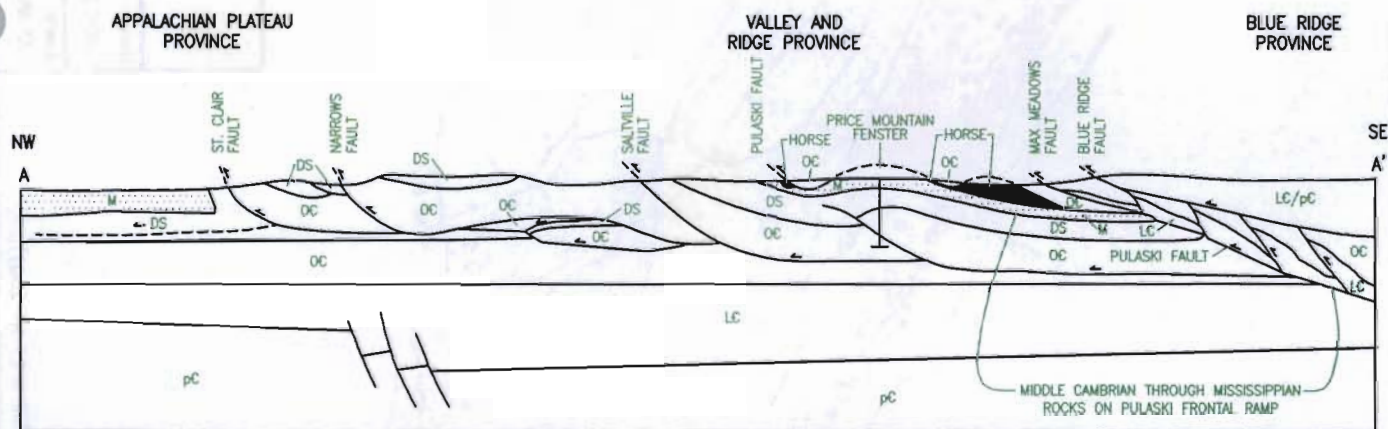 APPALACHIAN PLATEAU
PROVINCE
VALLEY AND
RIDGE PROVINCE
BLUE RIDGE
PROVINCE
NW
A
ST. CLAIR
FAULT
NARROWS
FAULT
SALTVILLE
FAULT
PULASKI FAULT
PRICE MOUNTAIN
FENSTER
MAX MEADOWS
FAULT
BLUE RIDGE
FAULT
SE
A'
DS
DS
HORSE
OC
HORSE
OC
M
DS
OC
OC
OC
DS
OC
M
DS
OC
OC
DS
M
LC
OC
PULASKI FAULT
LC/pC
OC
LC
OC
LC
pC
pC
MIDDLE CAMBRIAN THROUGH MISSISSIPPIAN
ROCKS ON PULASKI FRONTAL RAMP